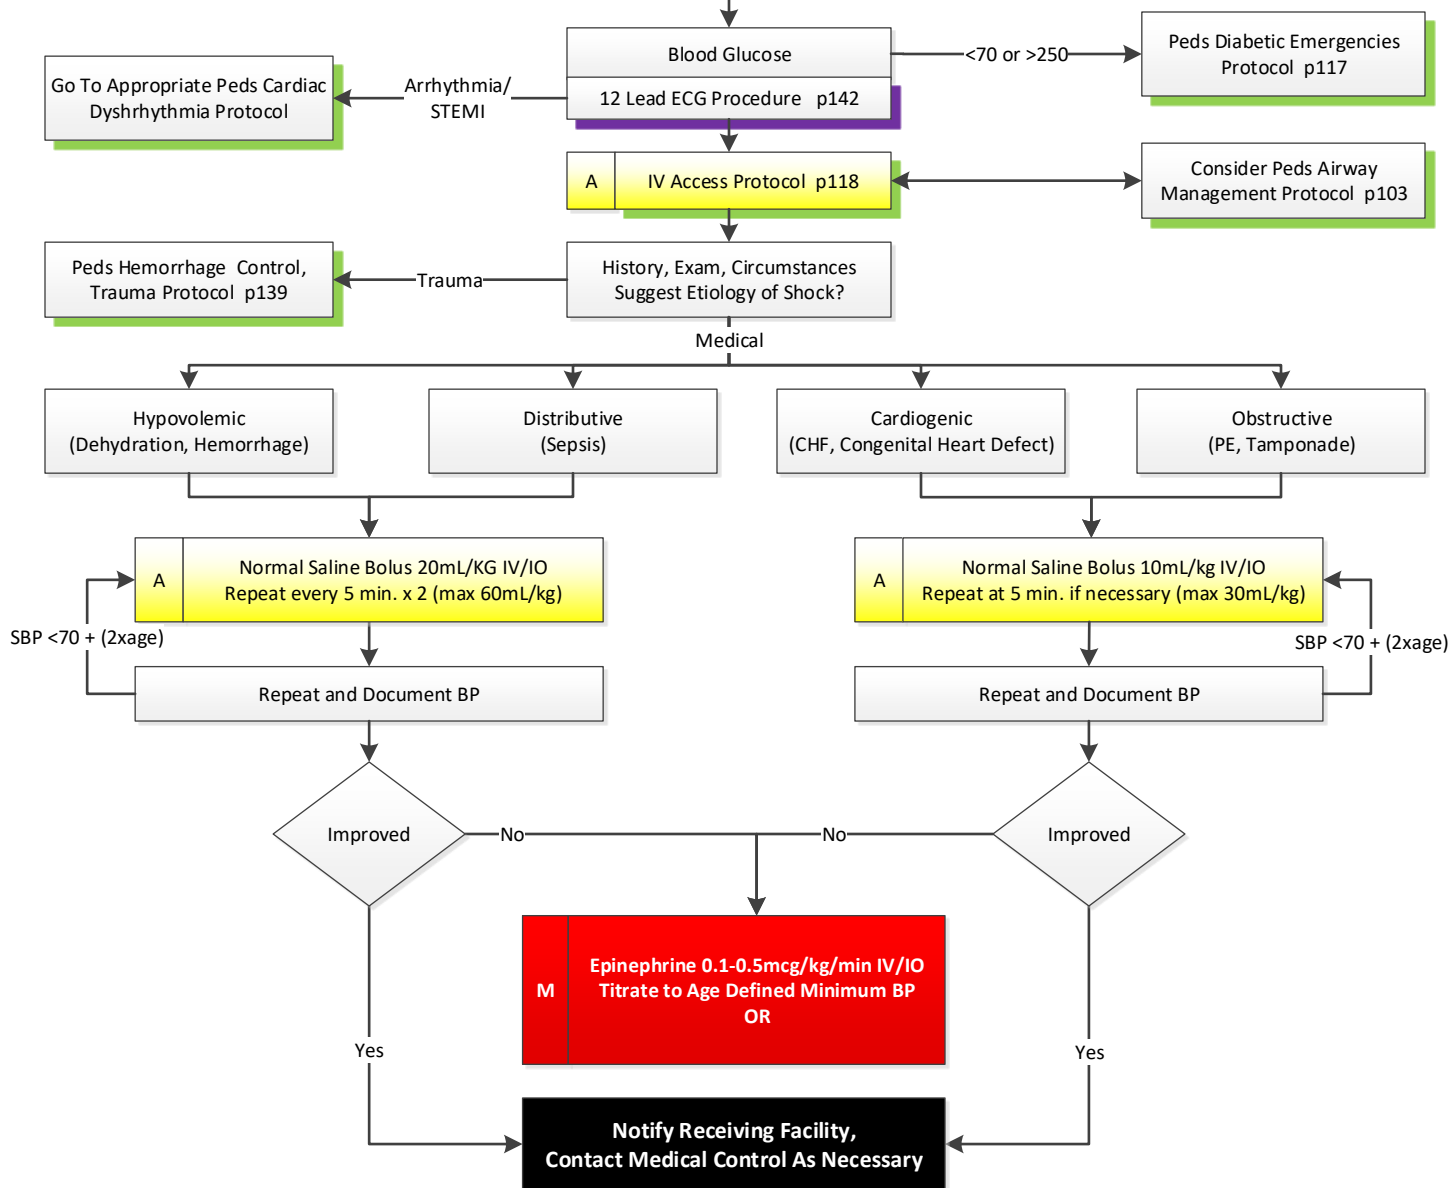 Blood Glucose
<70 or >250
Peds Diabetic Emergencies
Protocol p117
Go To Appropriate Peds Cardiac
Dyshrhythmia Protocol
Arrhythmia/
STEMI
12 Lead ECG Procedure p142
A
IV Access Protocol p118
Consider Peds Airway
Management Protocol p103
Peds Hemorrhage Control,
Trauma Protocol p139
Trauma
History, Exam, Circumstances
Suggest Etiology of Shock?
Medical
Hypovolemic
(Dehydration, Hemorrhage)
Distributive
(Sepsis)
Cardiogenic
(CHF, Congenital Heart Defect)
Obstructive
(PE, Tamponade)
A
Normal Saline Bolus 20mL/KG IV/IO
Repeat every 5 min. x 2 (max 60mL/kg)
A
Normal Saline Bolus 10mL/kg IV/IO
Repeat at 5 min. if necessary (max 30mL/kg)
SBP <70 + (2xage)
SBP <70 + (2xage)
Repeat and Document BP
Repeat and Document BP
Improved
No
No
Improved
M
Epinephrine 0.1-0.5mcg/kg/min IV/IO
Titrate to Age Defined Minimum BP
OR
Yes
Yes
Notify Receiving Facility,
Contact Medical Control As Necessary